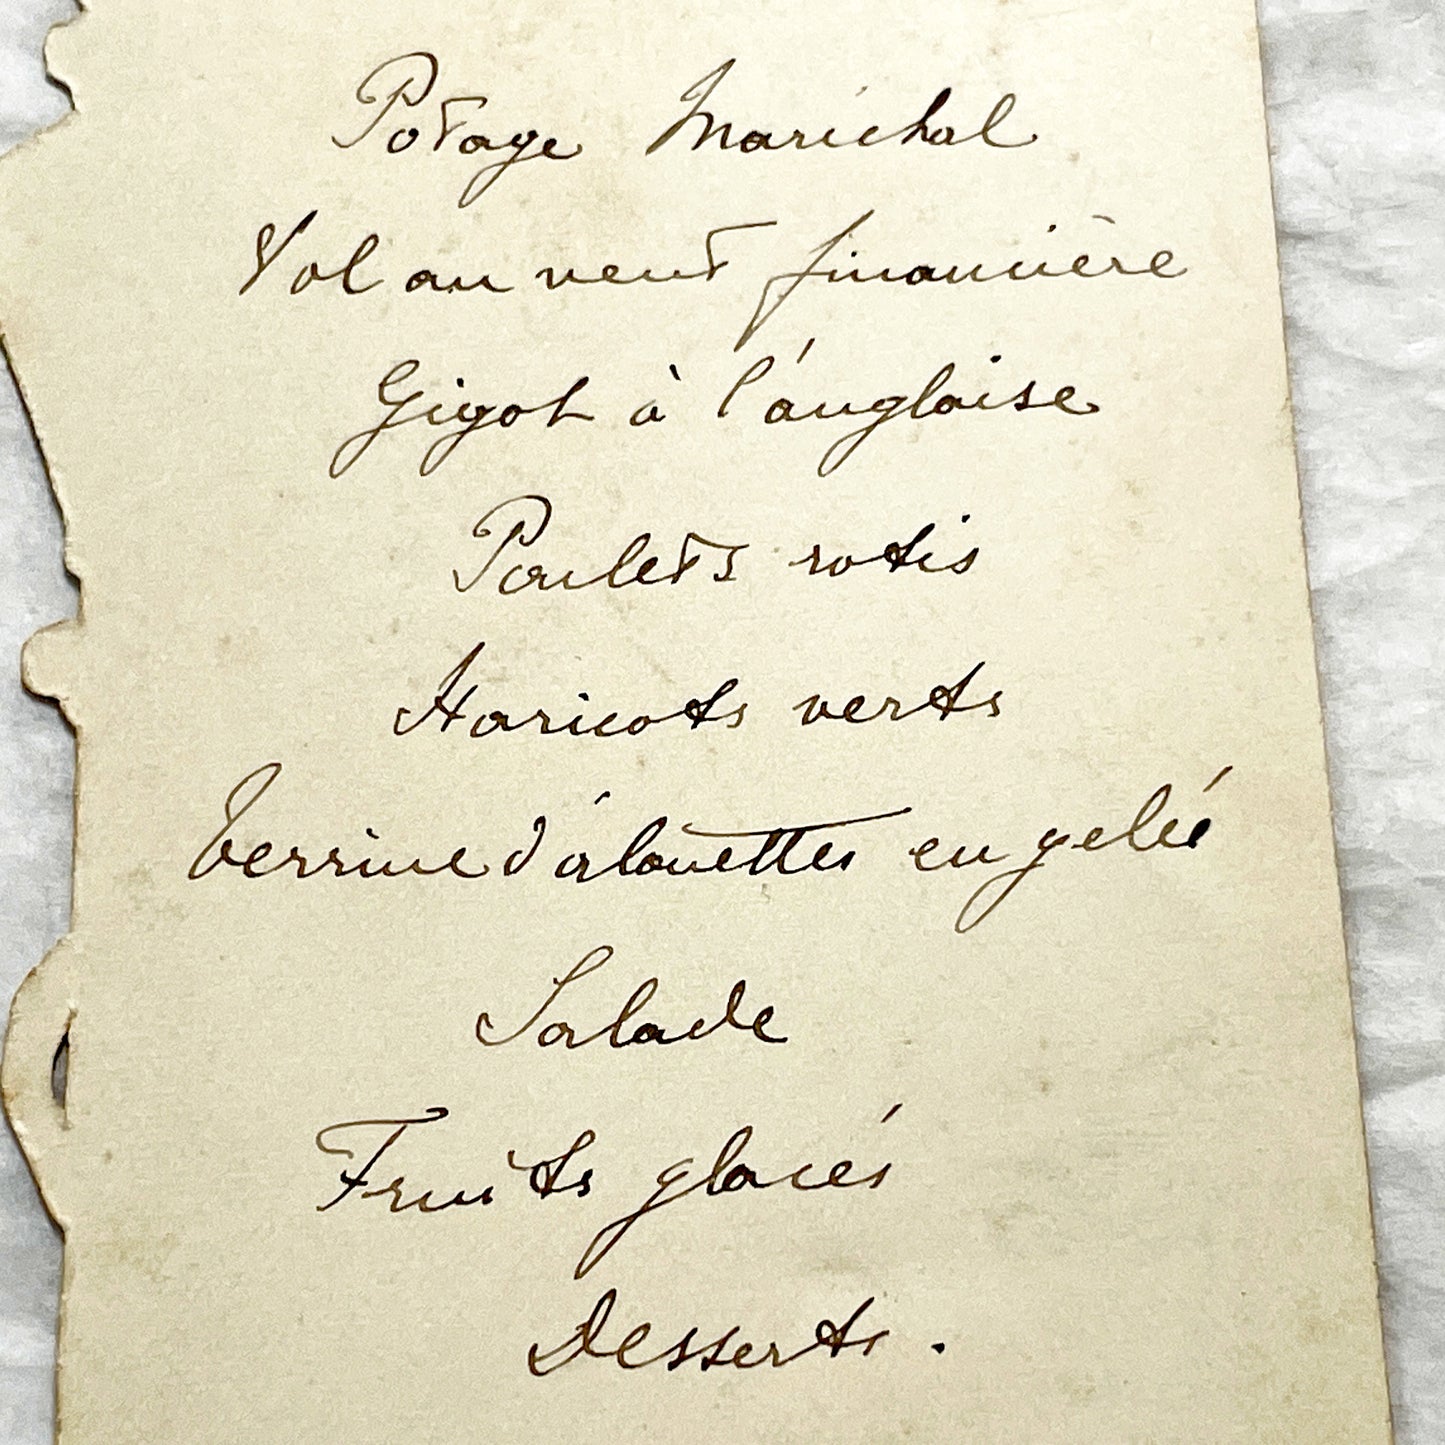 Potage Marichal
Vol au vent financière
Gigot à l'anglaise
Poulets rotis
Haricots verts
Terrine d'alouettes en gelée
Salade
Fruits glacés
Desserts.